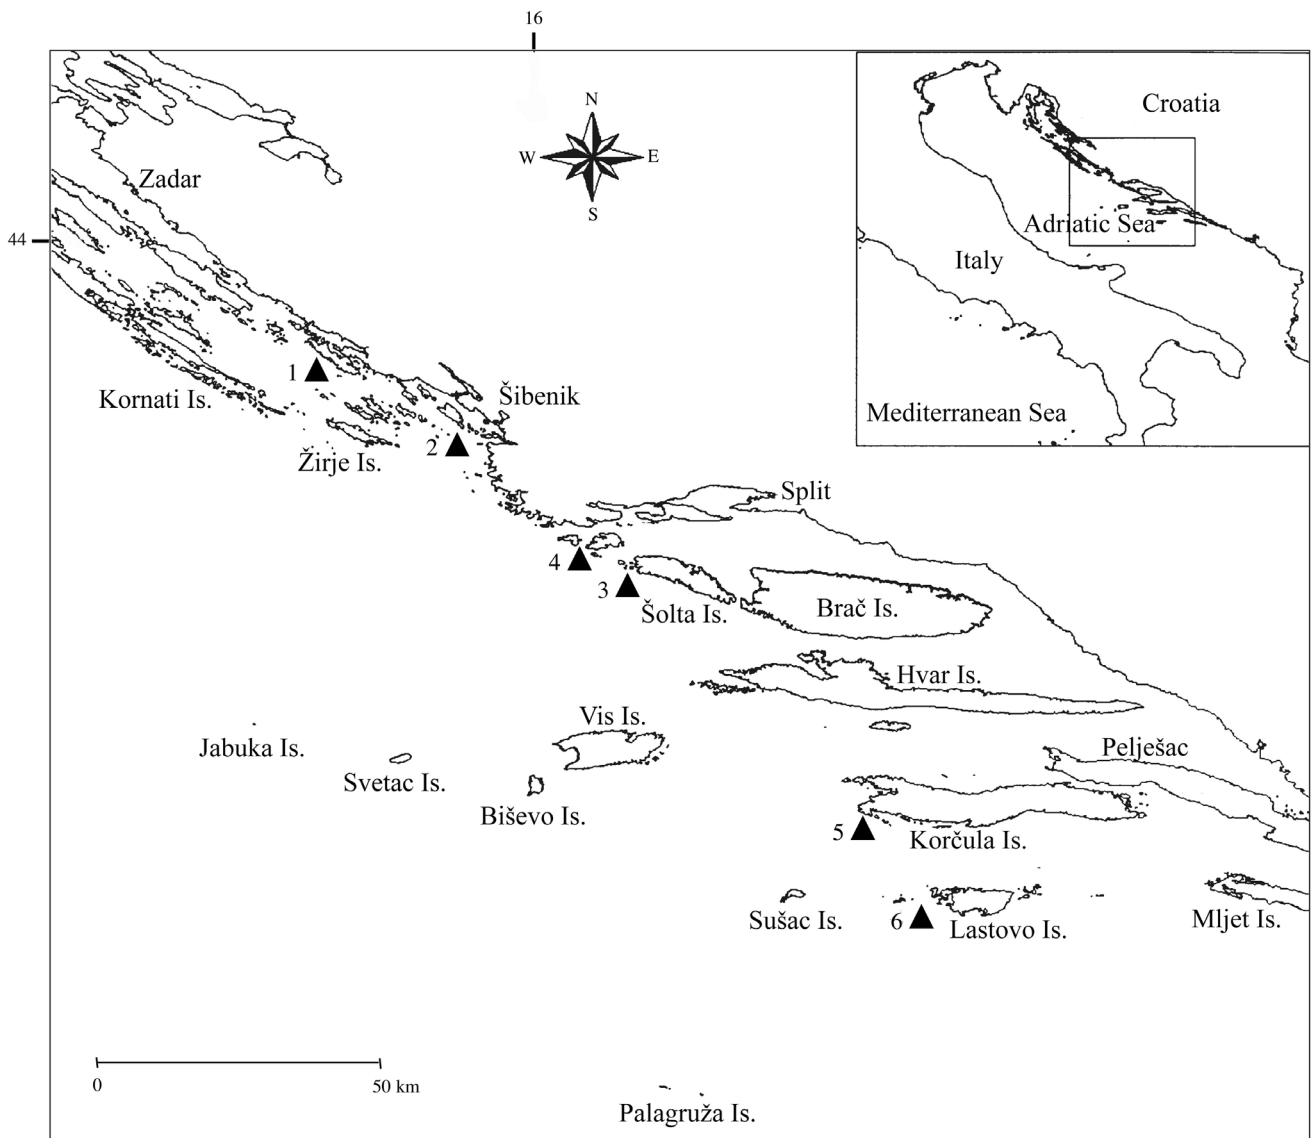 16
N
W
E
S
44
Croatia
Adriatic Sea
Italy
Mediterranean Sea
Zadar
1
Kornati Is.
Šibenik
2
Žirje Is.
Split
4
3
Šolta Is.
Brač Is.
Hvar Is.
Vis Is.
Jabuka Is.
Svetac Is.
Biševo Is.
Pelješac
5
Korčula Is.
Sušac Is.
6
Lastovo Is.
Mljet Is.
0
50 km
Palagruža Is.